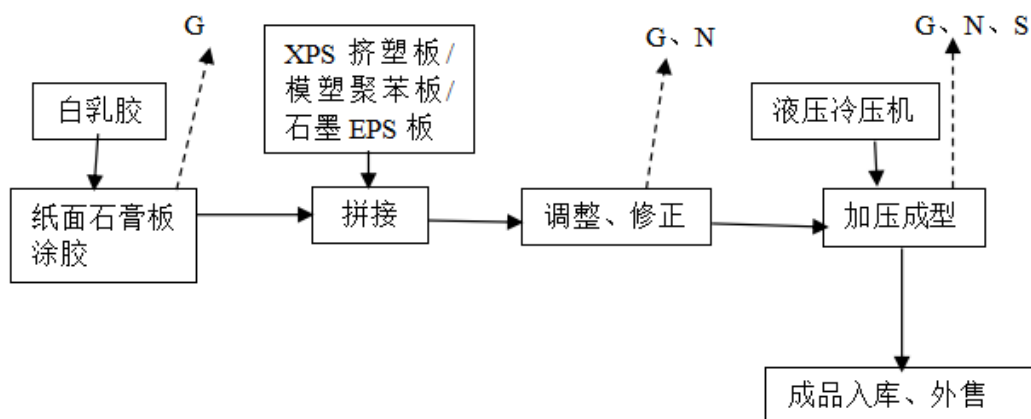 G
XPS 挤塑板/
模塑聚苯板/
石墨 EPS 板
G、N
G、N、S
白乳胶
液压冷压机
纸面石膏板
涂胶
拼接
调整、修正
加压成型
成品入库、外售